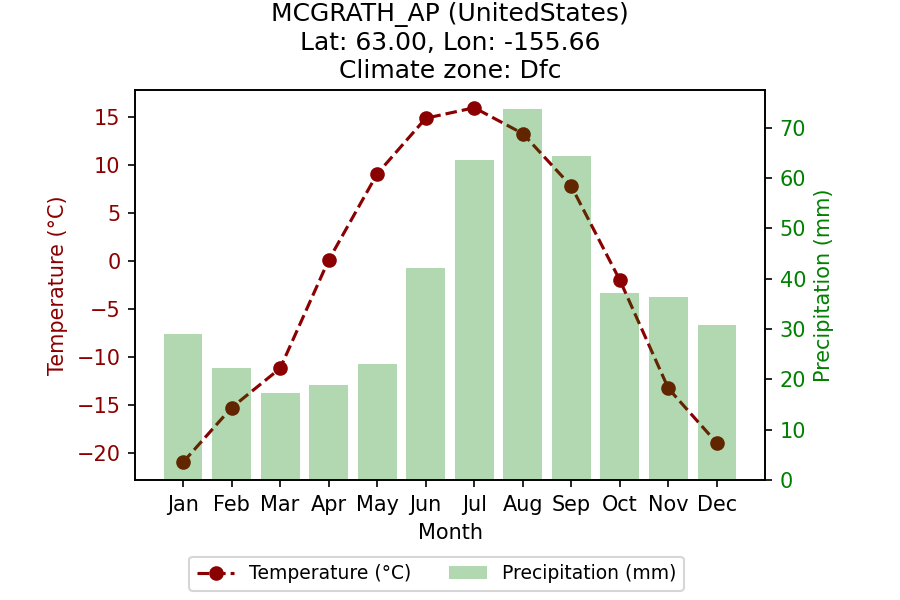 MCGRATH_AP (UnitedStates)
Lat: 63.00, Lon: -155.66
Climate zone: Dfc
Temperature (°C)
15
10
5
0
−5
−10
−15
−20
70
60
50
40
30
20
10
0
Precipitation (mm)
Jan Feb Mar Apr May Jun Jul Aug Sep Oct Nov Dec
Month
Temperature (°C) Precipitation (mm)